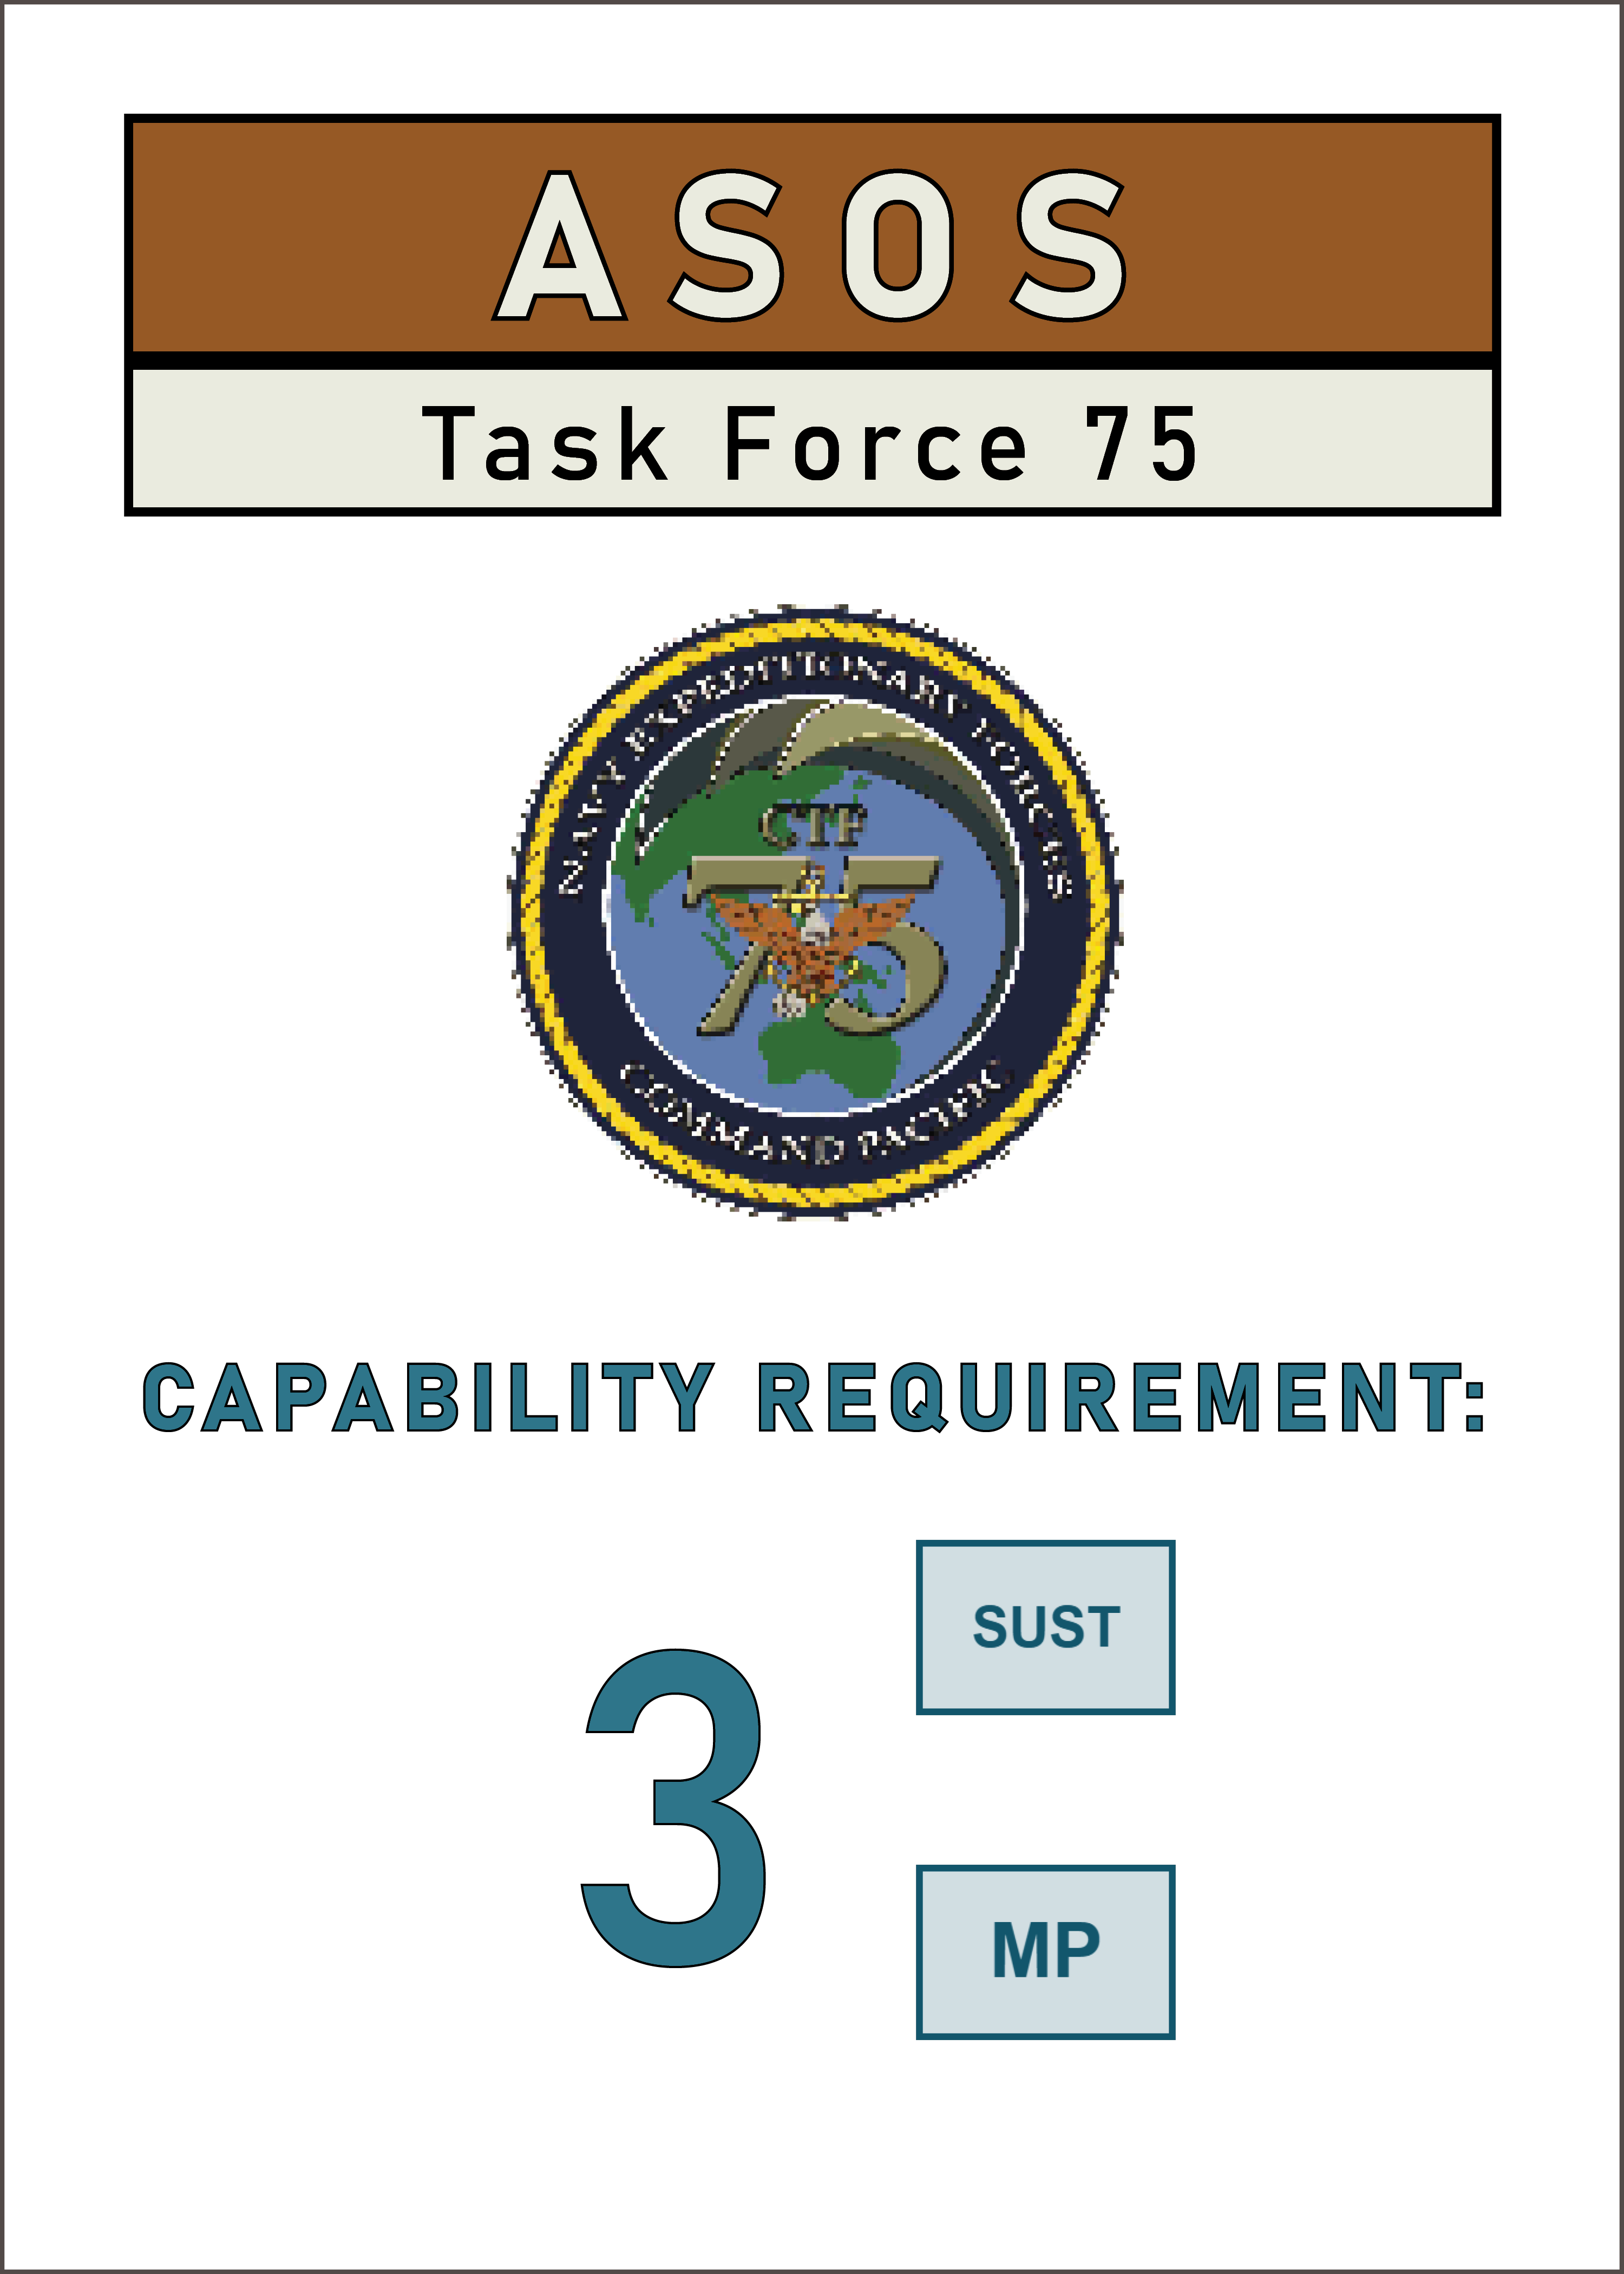 ASOS
Task Force 75
NAVY EXPEDITIONARY FORCES
CTF
75
COMMAND PACIFIC
CAPABILITY REQUIREMENT:
3
SUST
MP